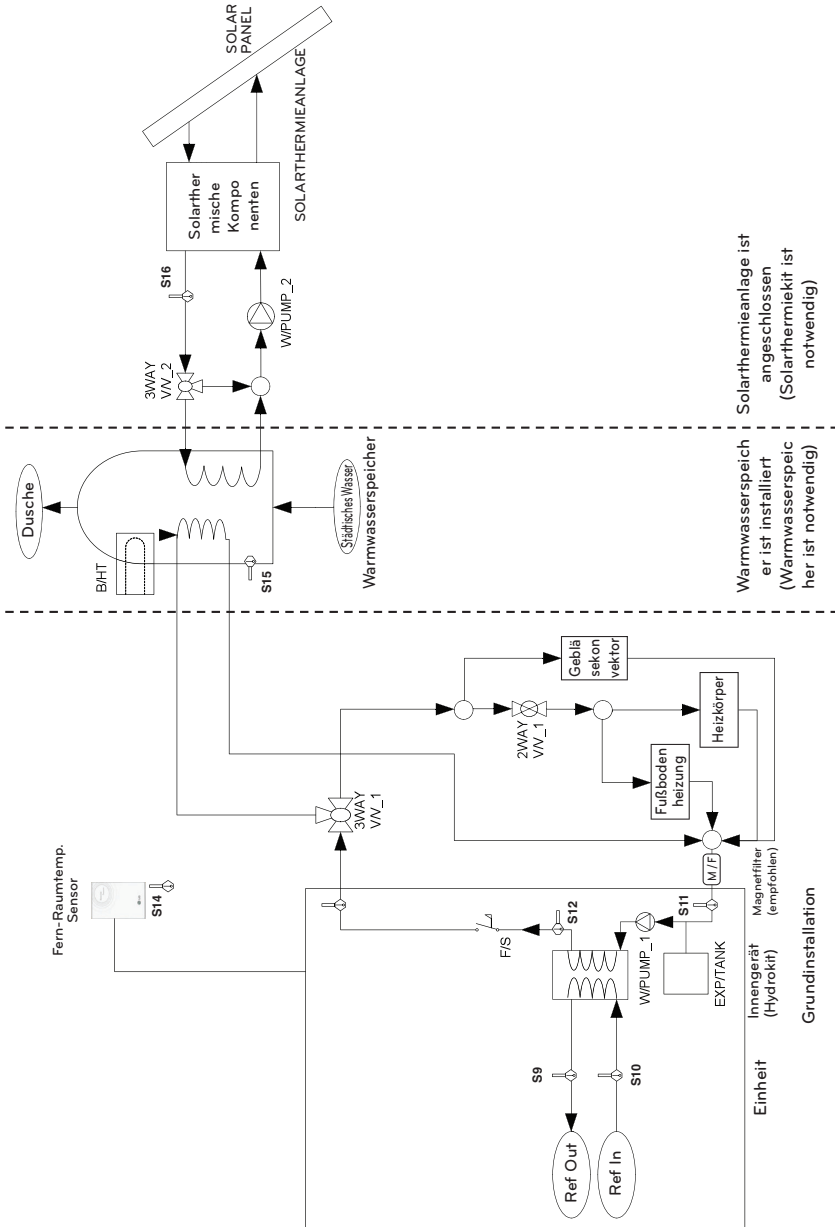 SOLAR
PANEL
SOLARTHERMIEANLAGE
Solarther
mische
Kompo
nenten
S16
W/PUMP_2
3WAY
V/V_2
Solarthermieanlage ist
angeschlossen
(Solarthermiekit ist
notwendig)
Dusche
B/HT
S15
Städtisches Wasser
Warmwasserspeicher
Warmwasserspeich
er ist installiert
(Warmwasserspeic
her ist notwendig)
Fern-Raumtemp.
Sensor
S14
3WAY
V/V_1
Geblä
sekon
vektor
2WAY
V/V_1
Heizkörper
Fußboden
heizung
M/F
Magnetfilter
(empfohlen)
F/S
S12
S11
W/PUMP_1
EXP/TANK
S9
S10
Ref Out
Ref In
Innengerät
(Hydrokit)
Einheit
Grundinstallation